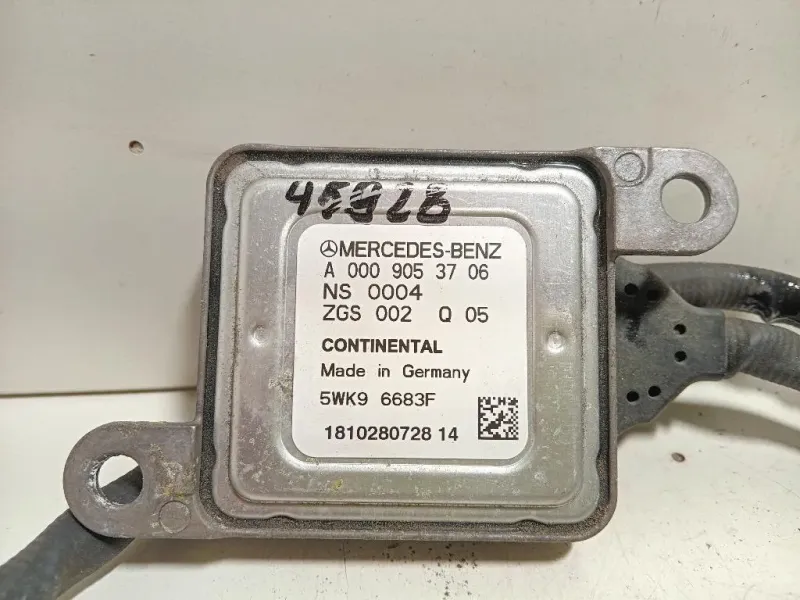 MERCEDES-BENZ
A 000 905 37 06
NS 0004
ZGS 002 Q 05
CONTINENTAL
Made in Germany
5WK9 6683F
1810280728 14